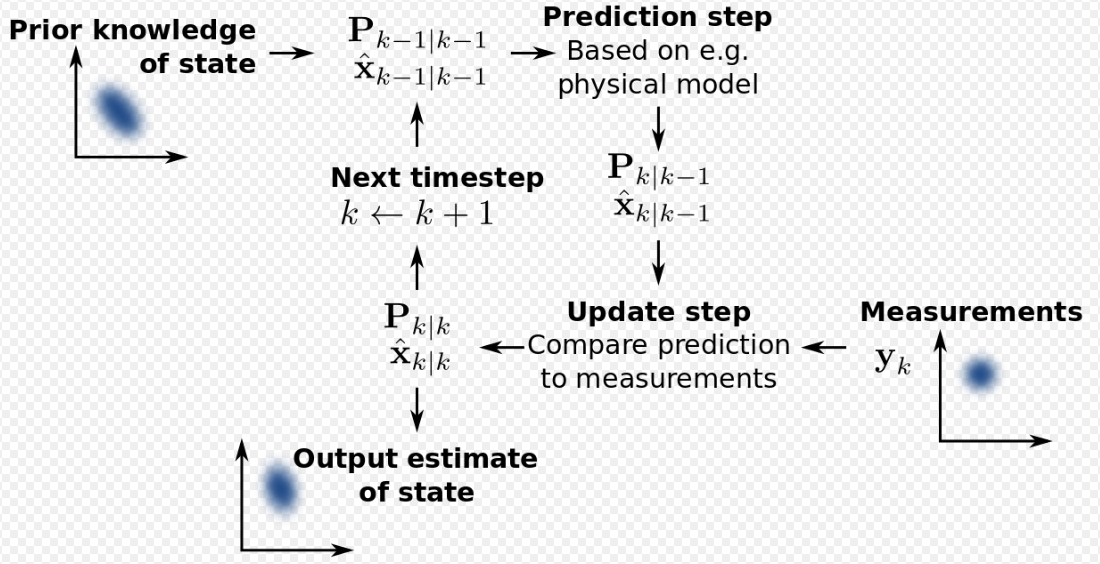 Prior knowledge
of state
P_{k−1|k−1}
x̂_{k−1|k−1}
Prediction step
Based on e.g.
physical model
P_{k|k−1}
x̂_{k|k−1}
Next timestep
k ← k + 1
Update step
Compare prediction
to measurements
Measurements
y_k
P_{k|k}
x̂_{k|k}
Output estimate
of state